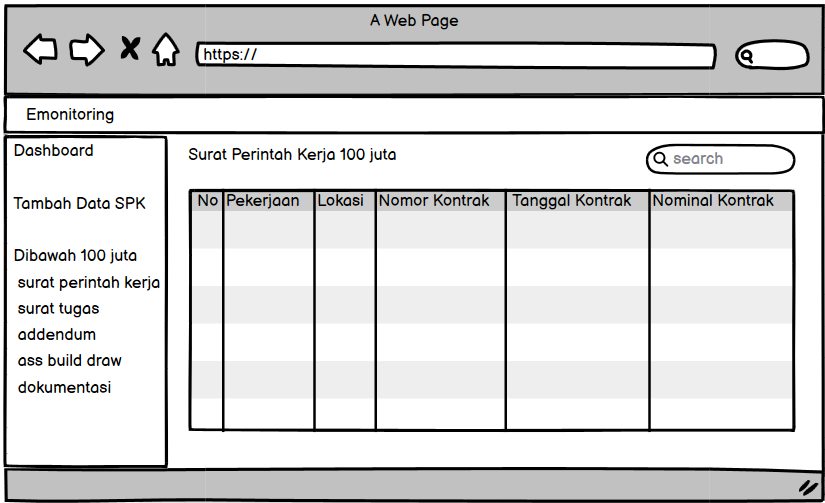 A Web Page
https://
Emonitoring
Dashboard
Tambah Data SPK
Dibawah 100 juta
surat perintah kerja
surat tugas
addendum
ass build draw
dokumentasi
Surat Perintah Kerja 100 juta
search
No Pekerjaan Lokasi Nomor Kontrak Tanggal Kontrak Nominal Kontrak